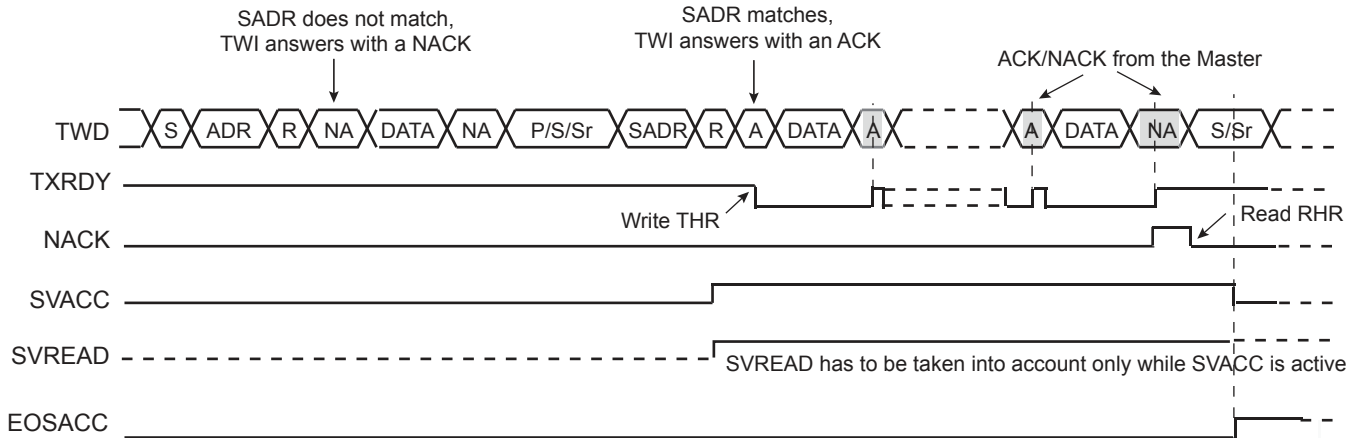 SADR does not match,
TWI answers with a NACK
SADR matches,
TWI answers with an ACK
ACK/NACK from the Master
TWD S ADR R NA DATA NA P/S/Sr SADR R A DATA A A DATA NA S/Sr
TXRDY
Write THR
Read RHR
NACK
SVACC
SVREAD
SVREAD has to be taken into account only while SVACC is active
EOSACC